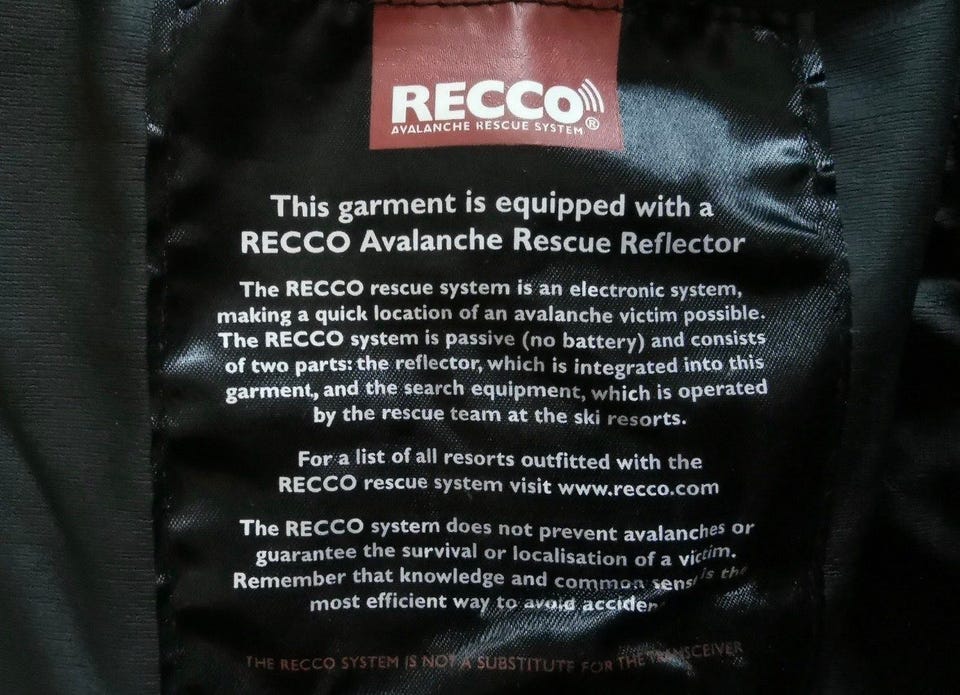 RECCO
AVALANCHE RESCUE SYSTEM ®
This garment is equipped with a
RECCO Avalanche Rescue Reflector
The RECCO rescue system is an electronic system,
making a quick location of an avalanche victim possible.
The RECCO system is passive (no battery) and consists
of two parts: the reflector, which is integrated into this
garment, and the search equipment, which is operated
by the rescue team at the ski resorts.
For a list of all resorts outfitted with the
RECCO rescue system visit www.recco.com
The RECCO system does not prevent avalanches or
guarantee the survival or localisation of a victim.
Remember that knowledge and common sens is the
most efficient way to avoid acciden
THE RECCO SYSTEM IS NOT A SUBSTITUTE FOR THE TRANSCEIVER